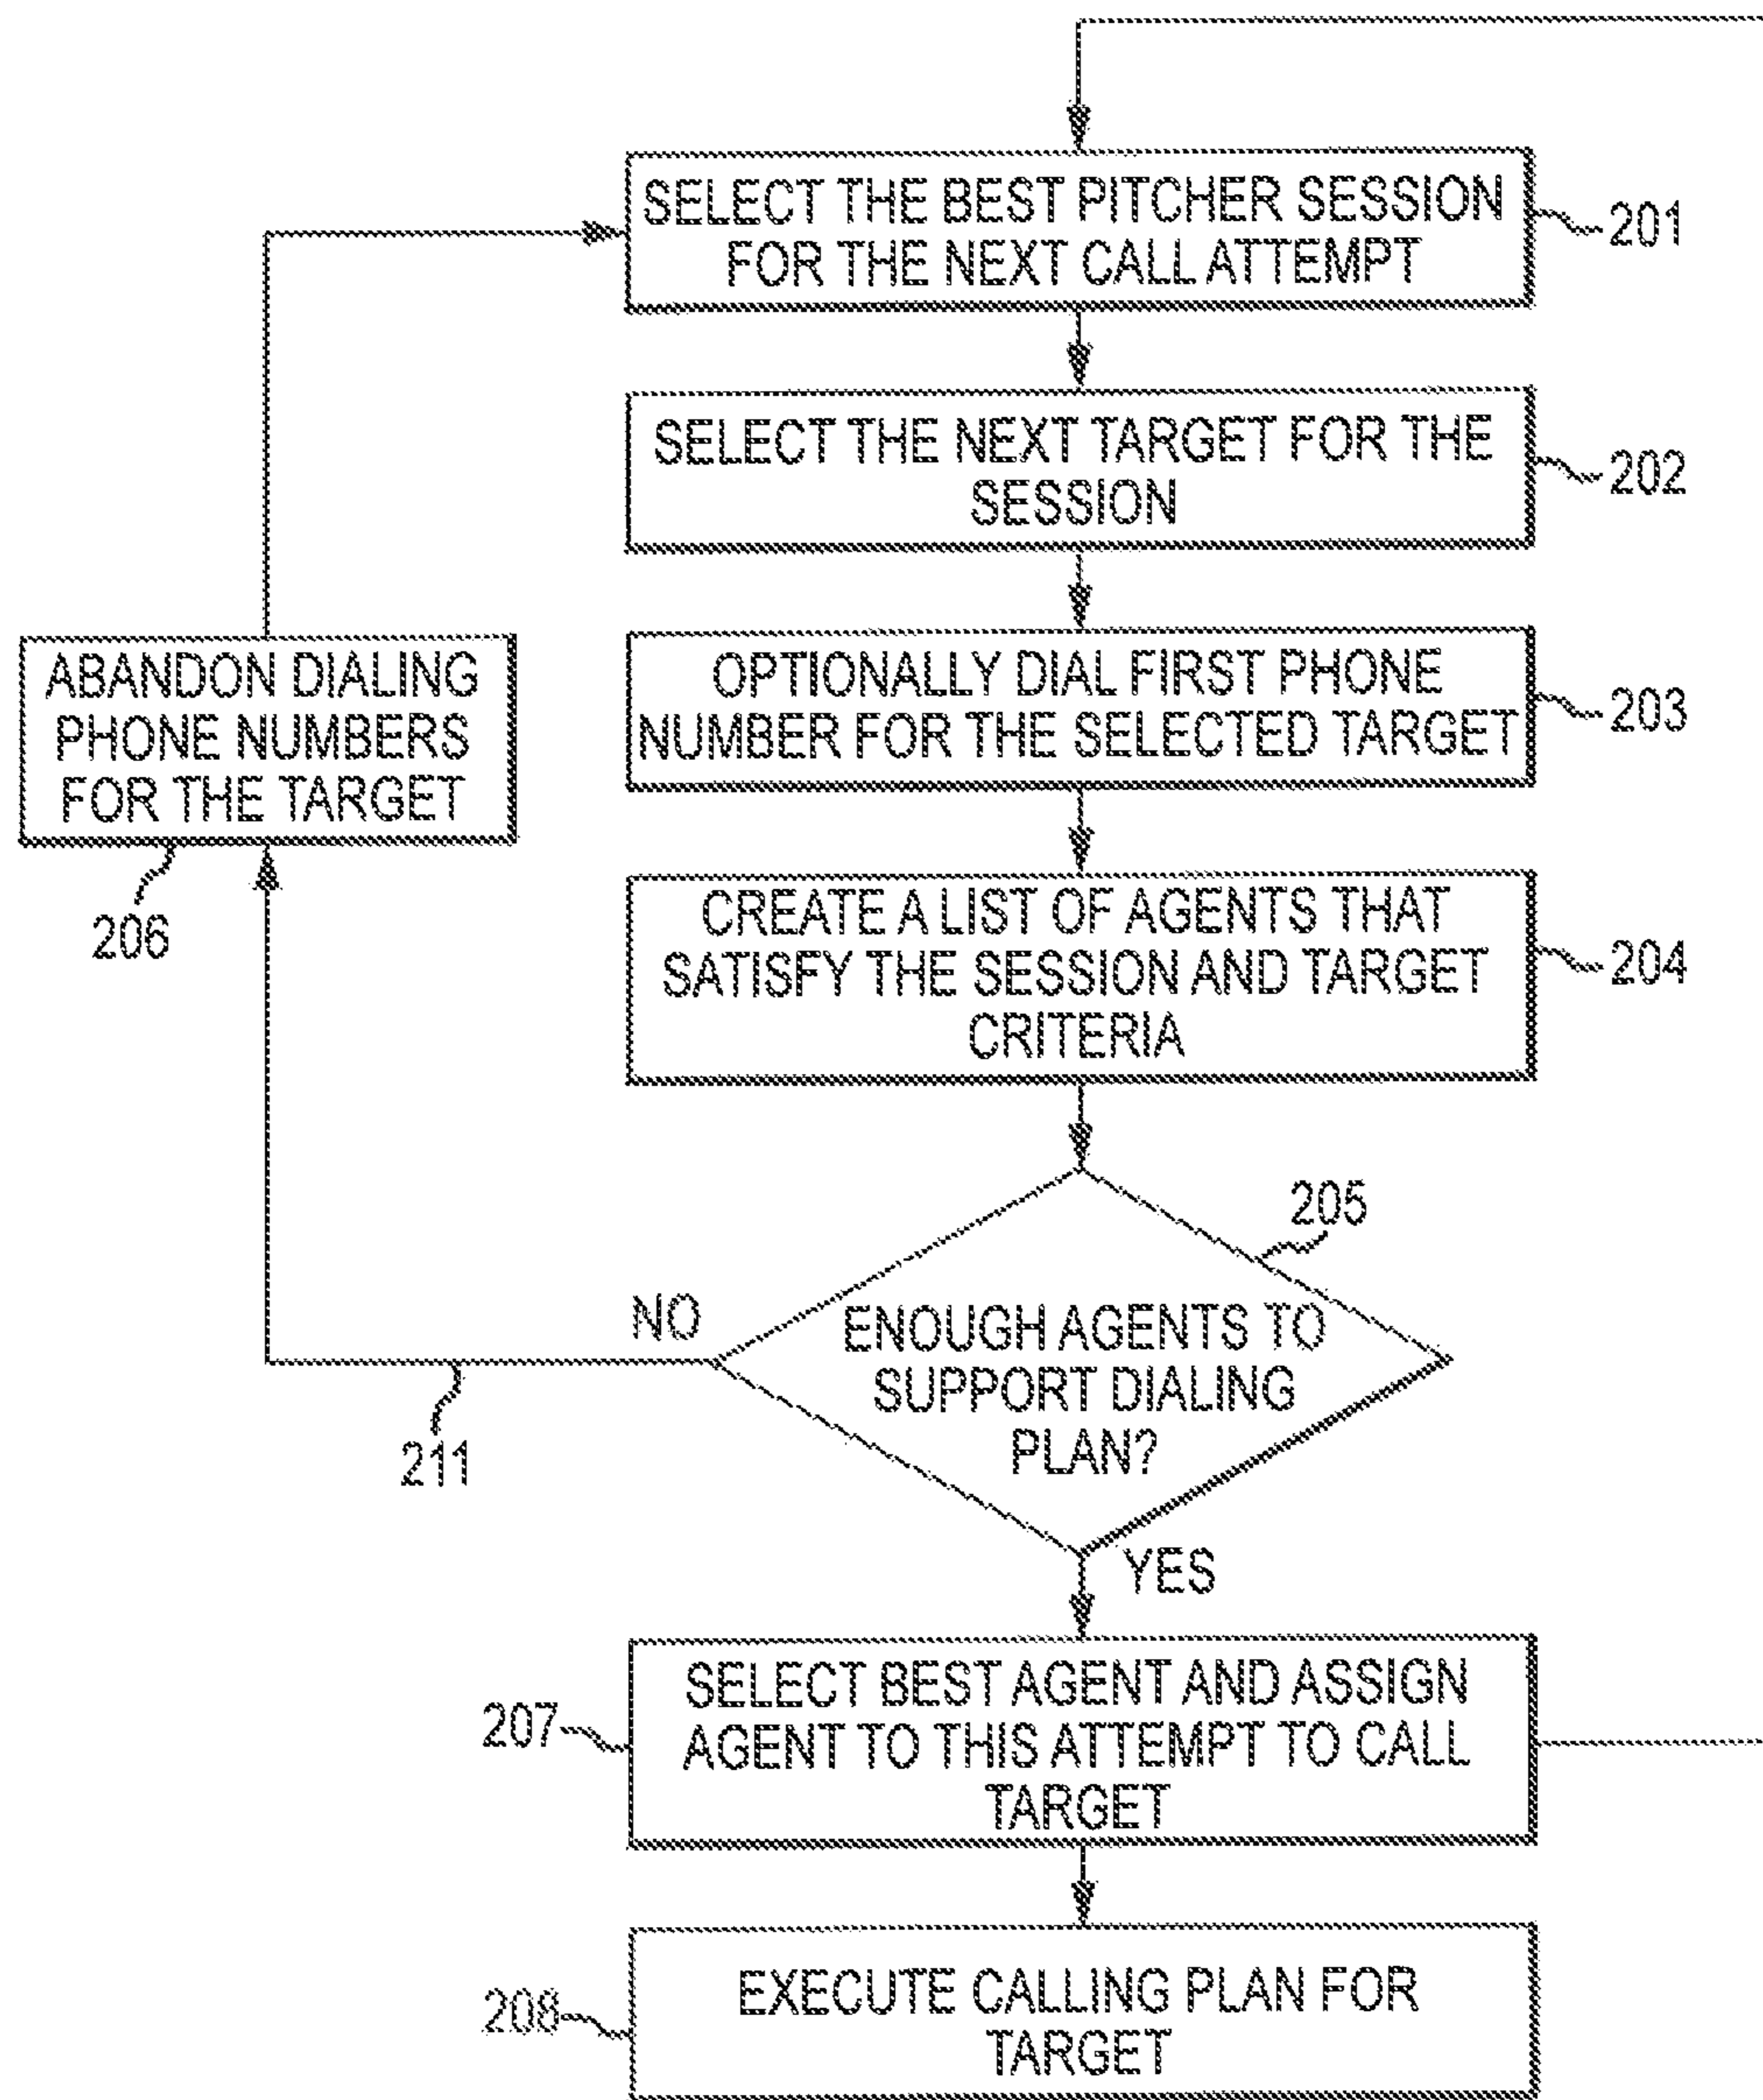 SELECT THE BEST PITCHER SESSION
FOR THE NEXT CALL ATTEMPT
201
SELECT THE NEXT TARGET FOR THE
SESSION
202
OPTIONALLY DIAL FIRST PHONE
NUMBER FOR THE SELECTED TARGET
203
ABANDON DIALING
PHONE NUMBERS
FOR THE TARGET
206
CREATE A LIST OF AGENTS THAT
SATISFY THE SESSION AND TARGET
CRITERIA
204
205
NO
ENOUGH AGENTS TO
SUPPORT DIALING
PLAN?
211
YES
SELECT BEST AGENT AND ASSIGN
AGENT TO THIS ATTEMPT TO CALL
TARGET
207
EXECUTE CALLING PLAN FOR
TARGET
208